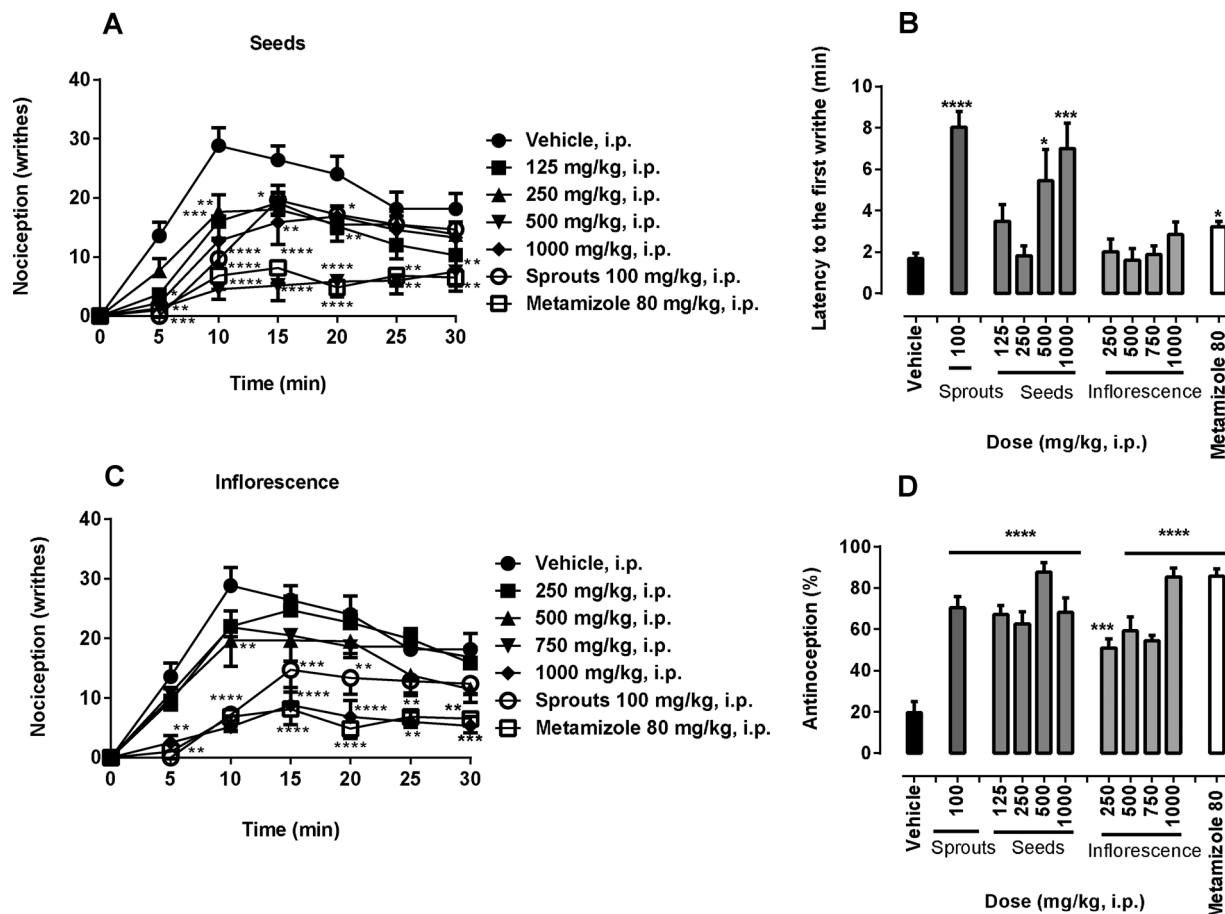 A
Seeds
Nociception (writhes)
40
30
20
10
0
**
***
*
*
**
**
****
****
****
****
****
****
**
**
**
*
**
***
0 5 10 15 20 25 30
Time (min)
Vehicle, i.p.
125 mg/kg, i.p.
250 mg/kg, i.p.
500 mg/kg, i.p.
1000 mg/kg, i.p.
Sprouts 100 mg/kg, i.p.
Metamizole 80 mg/kg, i.p.
B
Latency to the first writhe (min)
10
8
6
4
2
0
****
*
***
*
Vehicle
100
125
250
500
1000
250
500
750
1000
Metamizole 80
Sprouts Seeds Inflorescence
Dose (mg/kg, i.p.)
C
Inflorescence
Nociception (writhes)
40
30
20
10
0
**
***
**
****
****
**
**
**
****
****
****
**
***
**
0 5 10 15 20 25 30
Time (min)
Vehicle, i.p.
250 mg/kg, i.p.
500 mg/kg, i.p.
750 mg/kg, i.p.
1000 mg/kg, i.p.
Sprouts 100 mg/kg, i.p.
Metamizole 80 mg/kg, i.p.
D
Antinoception (%)
100
80
60
40
20
0
****
***
****
Vehicle
100
125
250
500
1000
250
500
750
1000
Metamizole 80
Sprouts Seeds Inflorescence
Dose (mg/kg, i.p.)